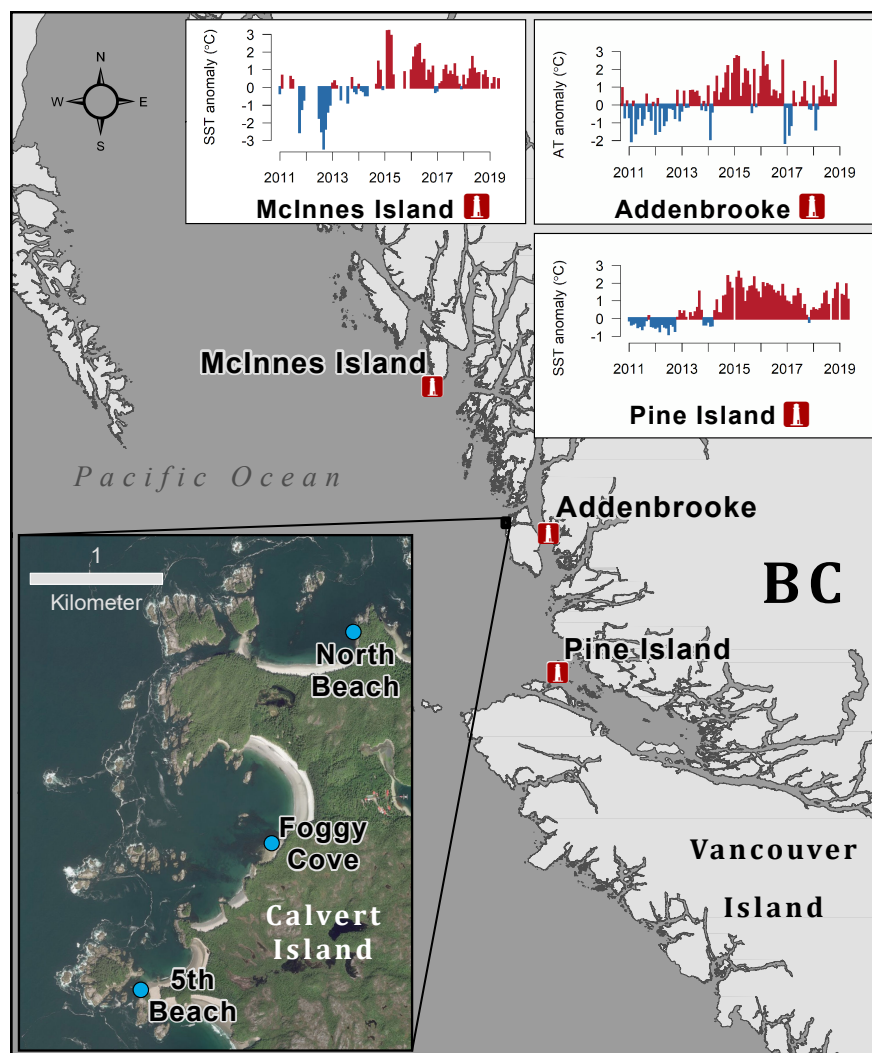 N
W E
S
SST anomaly (°C)
3
2
1
0
-1
-2
-3
2011 2013 2015 2017 2019
McInnes Island
AT anomaly (°C)
3
2
1
0
-1
-2
2011 2013 2015 2017 2019
Addenbrooke
SST anomaly (°C)
3
2
1
0
-1
2011 2013 2015 2017 2019
Pine Island
McInnes Island
Pacific Ocean
Addenbrooke
BC
Pine Island
Vancouver
Island
1
Kilometer
North
Beach
Foggy
Cove
Calvert
Island
5th
Beach